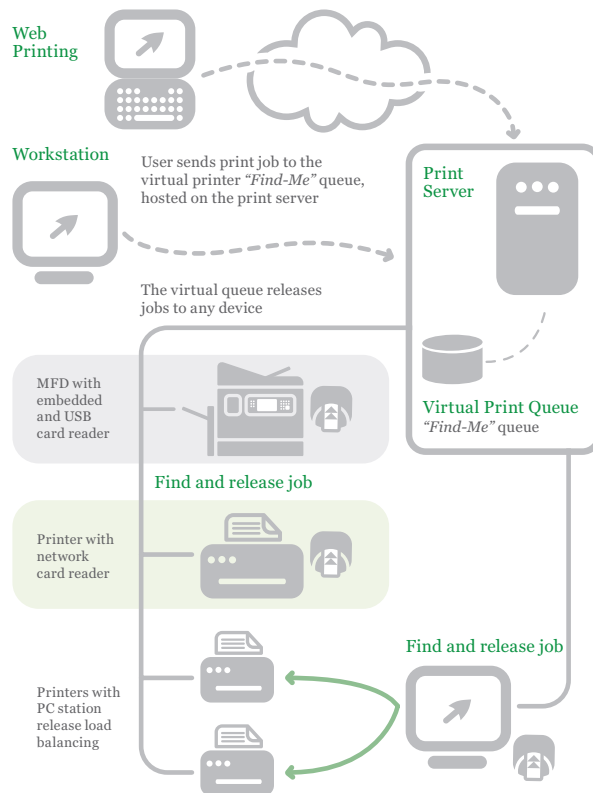 Web
Printing
Workstation
User sends print job to the
virtual printer “Find-Me” queue,
hosted on the print server
Print
Server
The virtual queue releases
jobs to any device
MFD with
embedded
and USB
card reader
Virtual Print Queue
“Find-Me” queue
Find and release job
Printer with
network
card reader
Find and release job
Printers with
PC station
release load
balancing